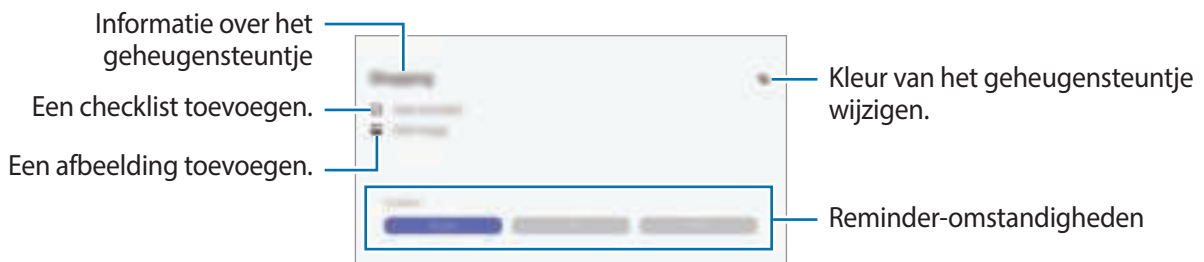 Informatie over het
geheugensteuntje
Een checklist toevoegen.
Een afbeelding toevoegen.
Kleur van het geheugensteuntje
wijzigen.
Reminder-omstandigheden